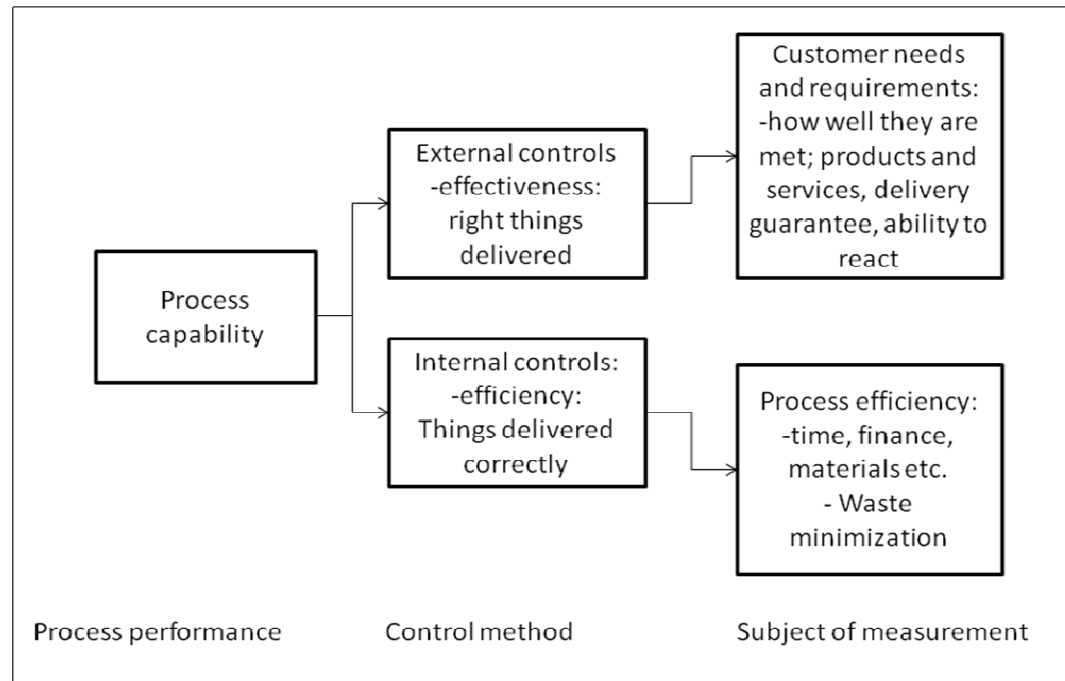 Process
capability
External controls
-effectiveness:
right things
delivered
Internal controls:
-efficiency:
Things delivered
correctly
Customer needs
and requirements:
-how well they are
met; products and
services, delivery
guarantee, ability to
react
Process efficiency:
-time, finance,
materials etc.
- Waste
minimization
Process performance
Control method
Subject of measurement